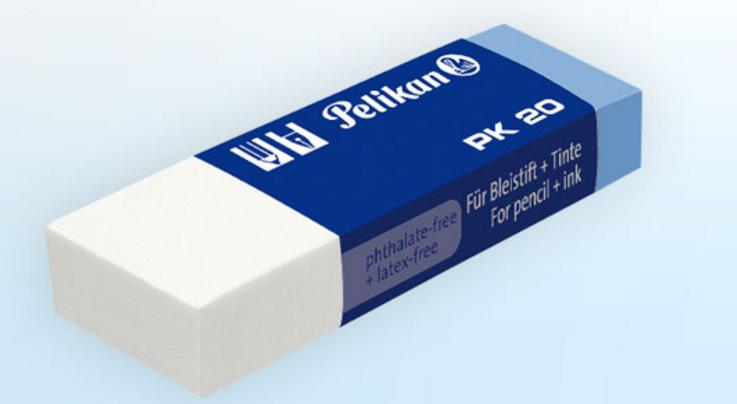 Pelikan
PK 20
Für Bleistift + Tinte
For pencil + ink
phthalate-free
+ latex-free